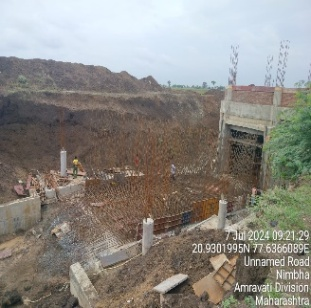 7 Jul 2024 09:21:29
20.9301995N 77.6366089E
Unnamed Road
Nimbha
Amravati Division
Maharashtra